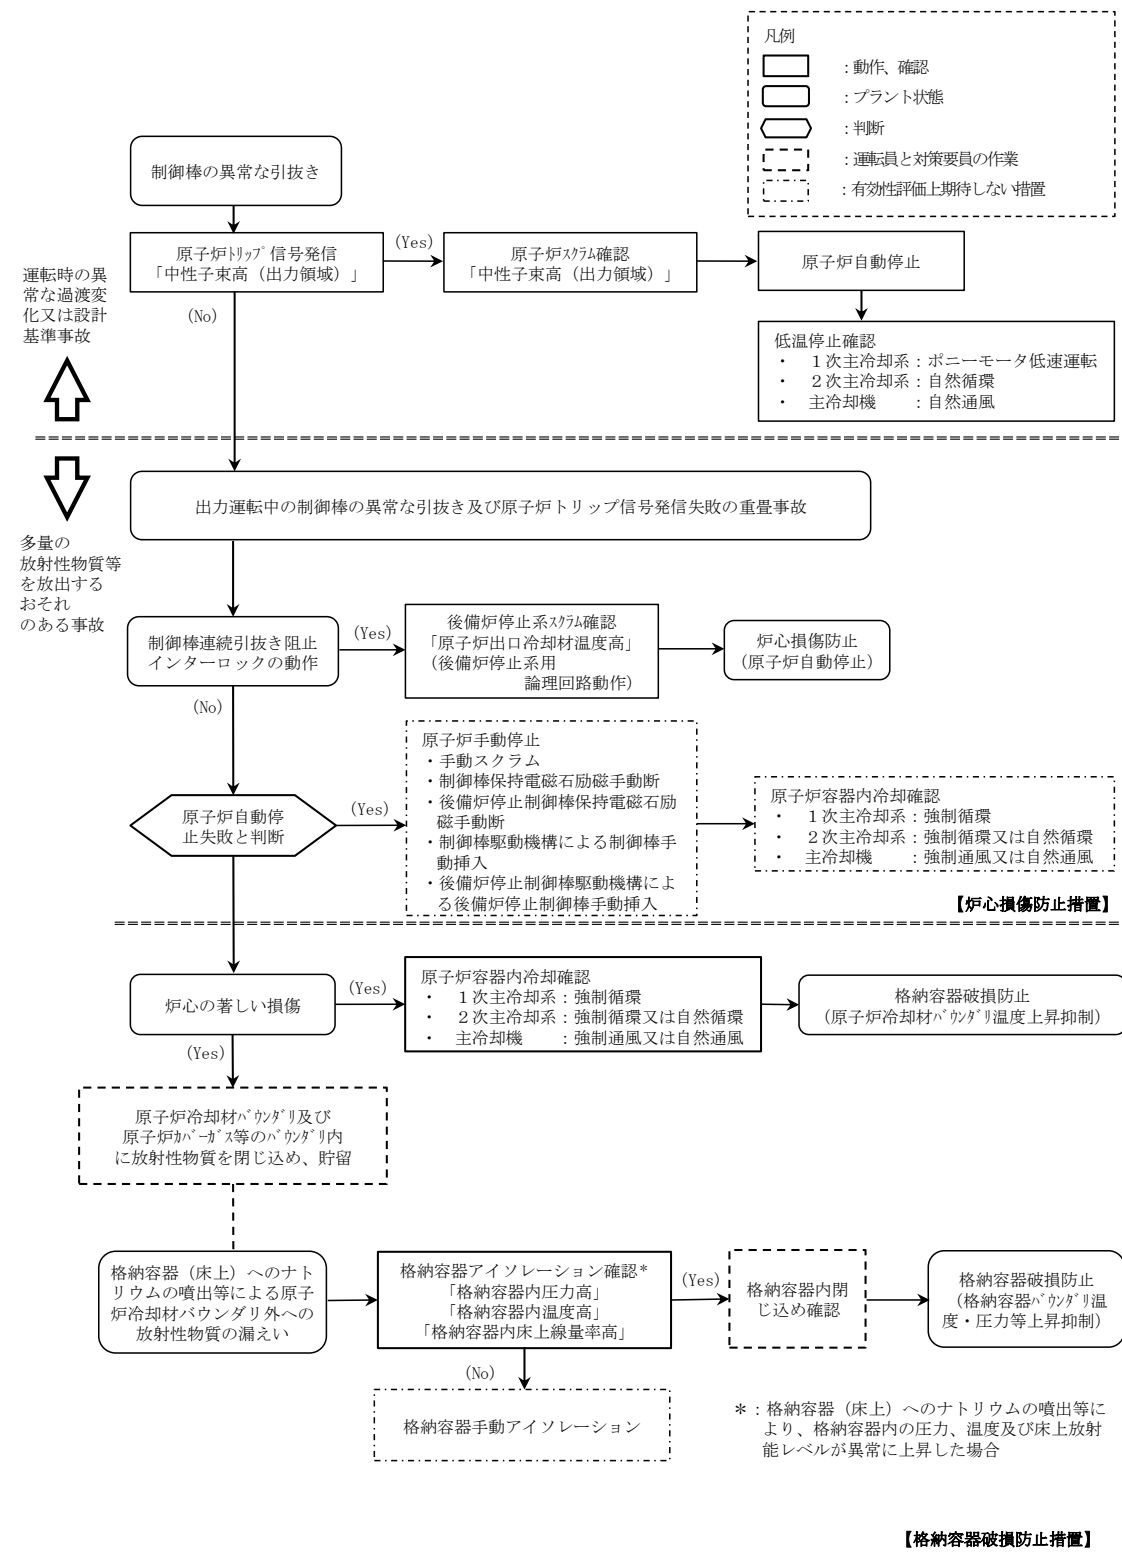 凡例
：動作、確認
：プラント状態
：判断
：運転員と対策要員の作業
：有効性評価上期待しない措置
制御棒の異常な引抜き
原子炉ﾄﾘｯﾌﾟ信号発信
「中性子束高（出力領域）」
(Yes)
原子炉ｽｸﾗﾑ確認
「中性子束高（出力領域）」
原子炉自動停止
(No)
運転時の異
常な過渡変
化又は設計
基準事故
低温停止確認
・　１次主冷却系：ポニーモータ低速運転
・　２次主冷却系：自然循環
・　主冷却機　　：自然通風
出力運転中の制御棒の異常な引抜き及び原子炉トリップ信号発信失敗の重畳事故
多量の
放射性物質等
を放出する
おそれ
のある事故
制御棒連続引抜き阻止
インターロックの動作
(Yes)
後備炉停止系ｽｸﾗﾑ確認
「原子炉出口冷却材温度高」
（後備炉停止系用
論理回路動作）
炉心損傷防止
（原子炉自動停止）
(No)
原子炉自動停
止失敗と判断
(Yes)
原子炉手動停止
・手動スクラム
・制御棒保持電磁石励磁手動断
・後備炉停止制御棒保持電磁石励
磁手動断
・制御棒駆動機構による制御棒手
動挿入
・後備炉停止制御棒駆動機構によ
る後備炉停止制御棒手動挿入
原子炉容器内冷却確認
・　１次主冷却系：強制循環
・　２次主冷却系：強制循環又は自然循環
・　主冷却機　　：強制通風又は自然通風
【炉心損傷防止措置】
炉心の著しい損傷
(Yes)
原子炉容器内冷却確認
・　１次主冷却系：強制循環
・　２次主冷却系：強制循環又は自然循環
・　主冷却機　　：強制通風又は自然通風
格納容器破損防止
（原子炉冷却材ﾊﾞｳﾝﾀﾞﾘ温度上昇抑制）
(Yes)
原子炉冷却材ﾊﾞｳﾝﾀﾞﾘ及び
原子炉ｶﾊﾞｰｶﾞｽ等のﾊﾞｳﾝﾀﾞﾘ内
に放射性物質を閉じ込め、貯留
格納容器（床上）へのナト
リウムの噴出等による原子
炉冷却材バウンダリ外への
放射性物質の漏えい
格納容器アイソレーション確認*
「格納容器内圧力高」
「格納容器内温度高」
「格納容器内床上線量率高」
(Yes)
格納容器内閉
じ込め確認
格納容器破損防止
（格納容器ﾊﾞｳﾝﾀﾞﾘ温
度・圧力等上昇抑制）
(No)
格納容器手動アイソレーション
＊：格納容器（床上）へのナトリウムの噴出等に
より、格納容器内の圧力、温度及び床上放射
能レベルが異常に上昇した場合
【格納容器破損防止措置】